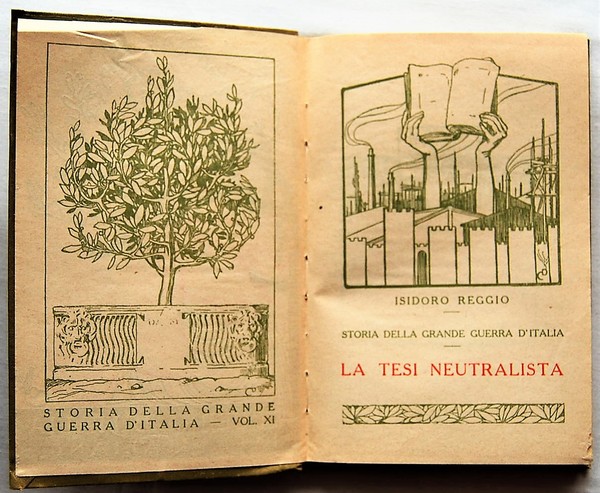 STORIA DELLA GRANDE
GUERRA D'ITALIA — VOL. XI
ISIDORO REGGIO
STORIA DELLA GRANDE GUERRA D'ITALIA
LA TESI NEUTRALISTA